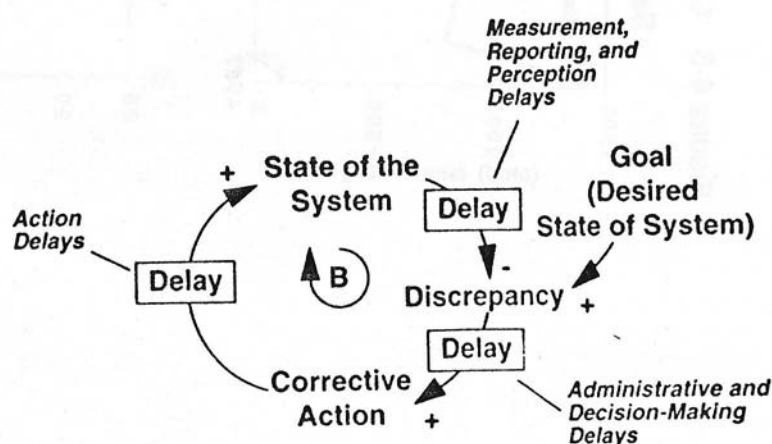 Measurement,
Reporting, and
Perception
Delays
+
State of the
System
Delay
Goal
(Desired
State of System)
Action
Delays
Delay
B
-
Discrepancy
+
Delay
Corrective
Action
+
Administrative and
Decision-Making
Delays